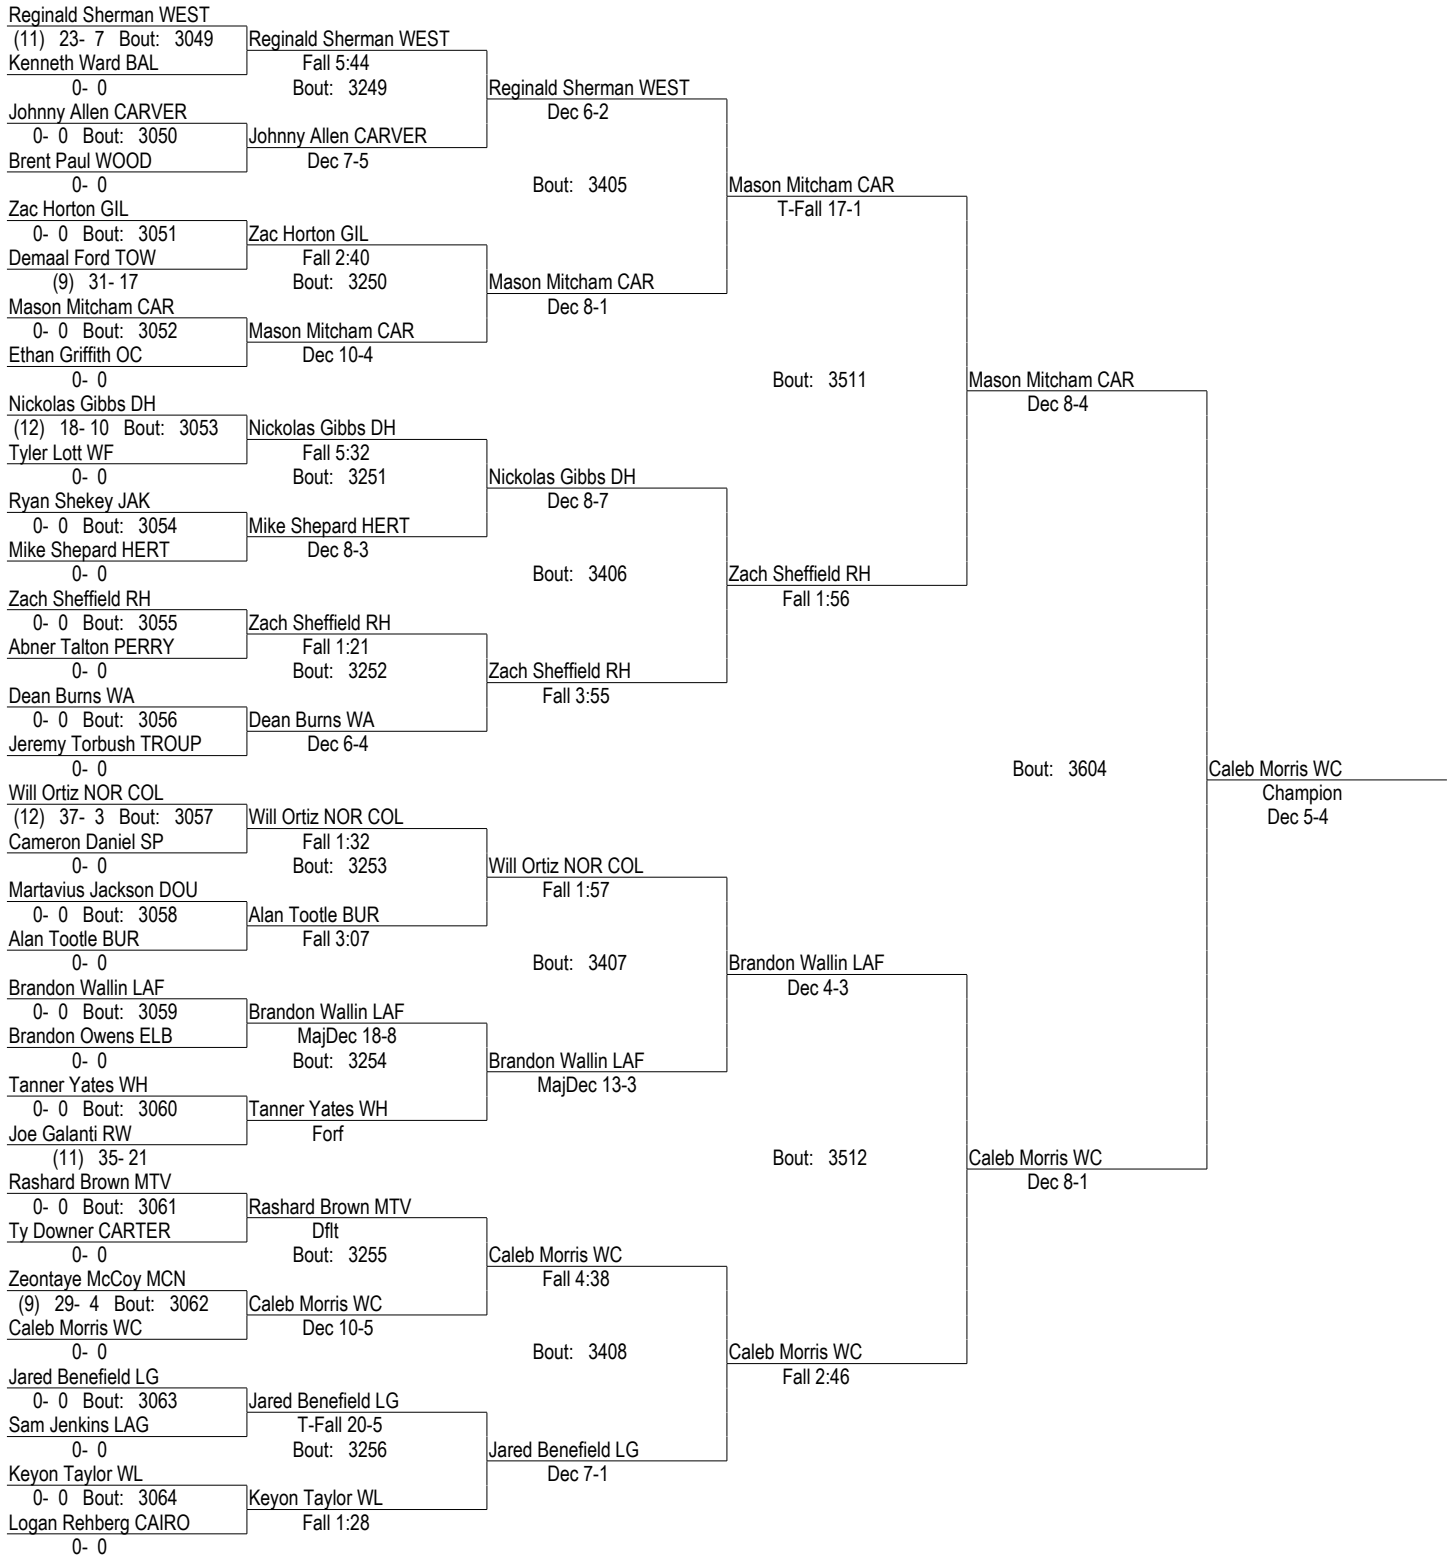 Reginald Sherman WEST
(11) 23- 7 Bout: 3049 Reginald Sherman WEST
Kenneth Ward BAL Fall 5:44
0- 0 Bout: 3249 Reginald Sherman WEST
Johnny Allen CARVER Dec 6-2
0- 0 Bout: 3050 Johnny Allen CARVER
Brent Paul WOOD Dec 7-5
0- 0 Bout: 3405 Mason Mitcham CAR
Zac Horton GIL T-Fall 17-1
0- 0 Bout: 3051 Zac Horton GIL
Demaal Ford TOW Fall 2:40
(9) 31- 17 Bout: 3250 Mason Mitcham CAR
Mason Mitcham CAR Dec 8-1
0- 0 Bout: 3052 Mason Mitcham CAR
Ethan Griffith OC Dec 10-4
0- 0 Bout: 3511 Mason Mitcham CAR
Nickolas Gibbs DH Dec 8-4
(12) 18- 10 Bout: 3053 Nickolas Gibbs DH
Tyler Lott WF Fall 5:32
0- 0 Bout: 3251 Nickolas Gibbs DH
Ryan Shekey JAK Dec 8-7
0- 0 Bout: 3054 Mike Shepard HERT
Mike Shepard HERT Dec 8-3
0- 0 Bout: 3406 Zach Sheffield RH
Zach Sheffield RH Fall 1:56
0- 0 Bout: 3055 Zach Sheffield RH
Abner Talton PERRY Fall 1:21
0- 0 Bout: 3252 Zach Sheffield RH
Dean Burns WA Fall 3:55
0- 0 Bout: 3056 Dean Burns WA
Jeremy Torbush TROUP Dec 6-4
0- 0 Bout: 3604 Caleb Morris WC
Will Ortiz NOR COL Champion
(12) 37- 3 Bout: 3057 Will Ortiz NOR COL Dec 5-4
Cameron Daniel SP Fall 1:32
0- 0 Bout: 3253 Will Ortiz NOR COL
Martavius Jackson DOU Fall 1:57
0- 0 Bout: 3058 Alan Tootle BUR
Alan Tootle BUR Fall 3:07
0- 0 Bout: 3407 Brandon Wallin LAF
Brandon Wallin LAF Dec 4-3
0- 0 Bout: 3059 Brandon Wallin LAF
Brandon Owens ELB MajDec 18-8
0- 0 Bout: 3254 Brandon Wallin LAF
Tanner Yates WH MajDec 13-3
0- 0 Bout: 3060 Tanner Yates WH
Joe Galanti RW Forf
(11) 35- 21 Bout: 3512 Caleb Morris WC
Rashard Brown MTV Dec 8-1
0- 0 Bout: 3061 Rashard Brown MTV
Ty Downer CARTER Dflt
0- 0 Bout: 3255 Caleb Morris WC
Zeontaye McCoy MCN Fall 4:38
(9) 29- 4 Bout: 3062 Caleb Morris WC
Caleb Morris WC Dec 10-5
0- 0 Bout: 3408 Caleb Morris WC
Jared Benefield LG Fall 2:46
0- 0 Bout: 3063 Jared Benefield LG
Sam Jenkins LAG T-Fall 20-5
0- 0 Bout: 3256 Jared Benefield LG
Keyon Taylor WL Dec 7-1
0- 0 Bout: 3064 Keyon Taylor WL
Logan Rehberg CAIRO Fall 1:28
0- 0